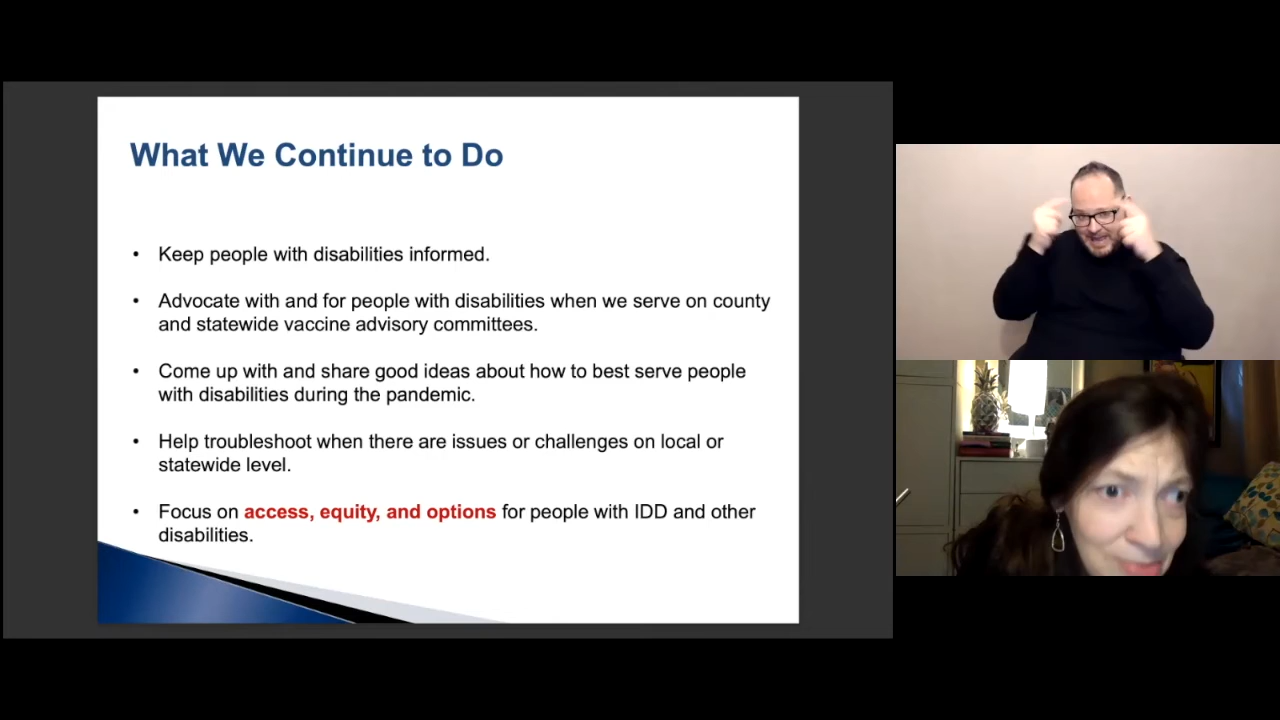 What We Continue to Do
• Keep people with disabilities informed.
• Advocate with and for people with disabilities when we serve on county
and statewide vaccine advisory committees.
• Come up with and share good ideas about how to best serve people
with disabilities during the pandemic.
• Help troubleshoot when there are issues or challenges on local or
statewide level.
• Focus on access, equity, and options for people with IDD and other
disabilities.